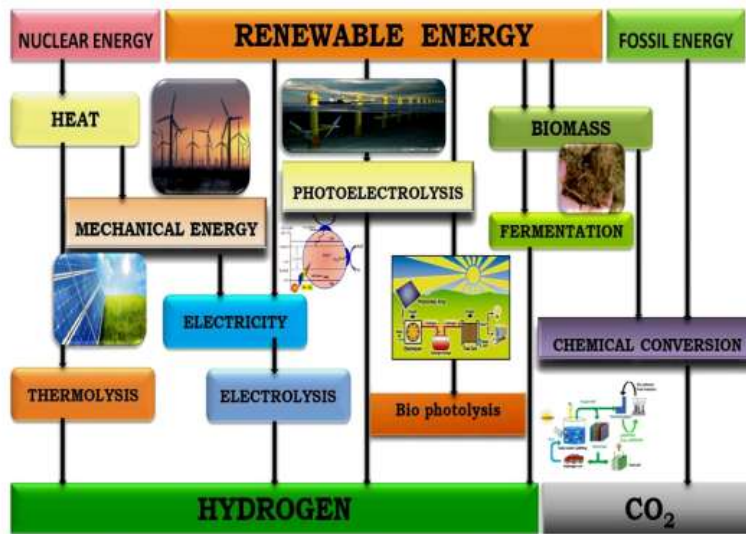 NUCLEAR ENERGY
RENEWABLE ENERGY
FOSSIL ENERGY
HEAT
BIOMASS
PHOTOELECTROLYSIS
MECHANICAL ENERGY
FERMENTATION
ELECTRICITY
CHEMICAL CONVERSION
THERMOLYSIS
ELECTROLYSIS
Bio photolysis
HYDROGEN
CO₂